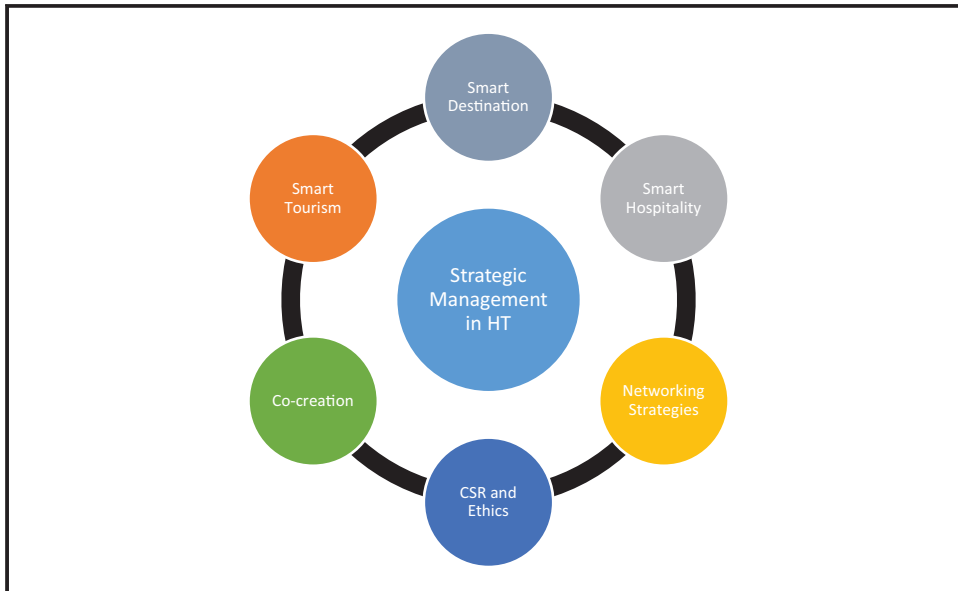 Smart
Destination
Smart
Tourism
Smart
Hospitality
Strategic
Management
in HT
Co-creation
Networking
Strategies
CSR and
Ethics